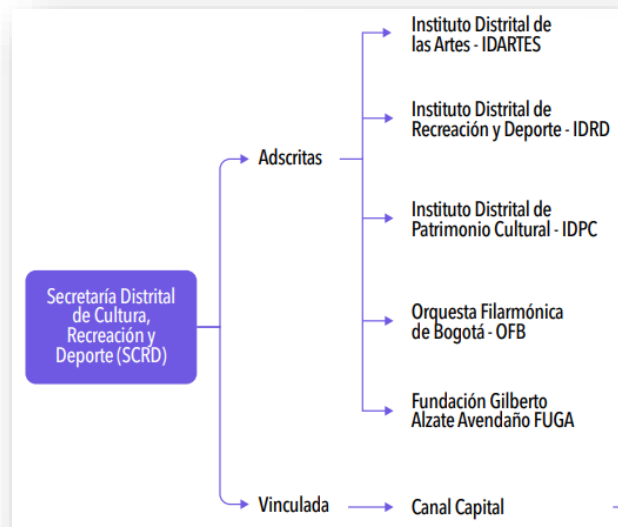 Instituto Distrital de
las Artes - IDARTES
Instituto Distrital de
Recreación y Deporte - IDRD
Adscritas
Instituto Distrital de
Patrimonio Cultural - IDPC
Secretaría Distrital
de Cultura,
Recreación y
Deporte (SCRD)
Orquesta Filarmónica
de Bogotá - OFB
Fundación Gilberto
Alzate Avendaño FUGA
Vinculada
Canal Capital